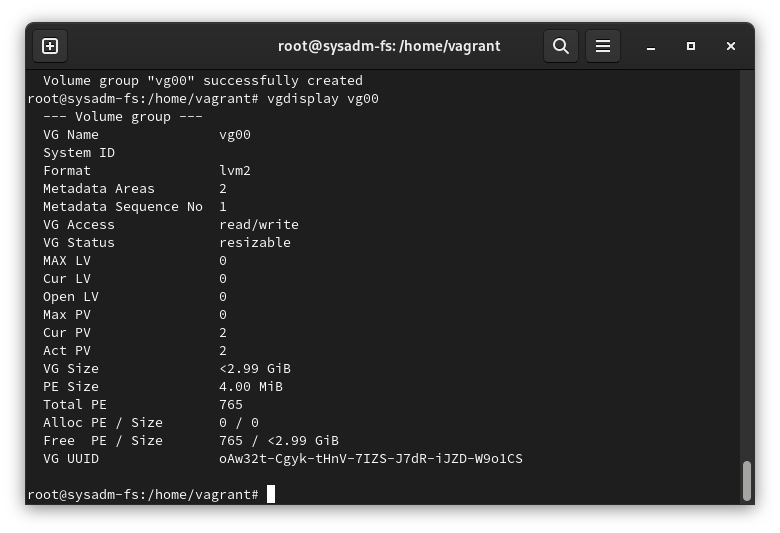 root@sysadm-fs: /home/vagrant
Volume group "vg00" successfully created
root@sysadm-fs:/home/vagrant# vgdisplay vg00
--- Volume group ---
VG Name vg00
System ID
Format lvm2
Metadata Areas 2
Metadata Sequence No 1
VG Access read/write
VG Status resizable
MAX LV 0
Cur LV 0
Open LV 0
Max PV 0
Cur PV 2
Act PV 2
VG Size <2.99 GiB
PE Size 4.00 MiB
Total PE 765
Alloc PE / Size 0 / 0
Free PE / Size 765 / <2.99 GiB
VG UUID oAw32t-Cgyk-tHnV-7IZS-J7dR-iJZD-W9o1CS
root@sysadm-fs:/home/vagrant#